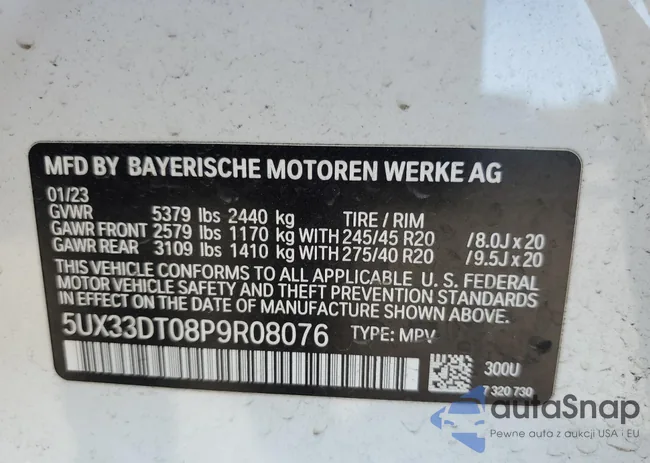 MFD BY BAYERISCHE MOTOREN WERKE AG
01/23
GVWR 5379 lbs 2440 kg TIRE / RIM
GAWR FRONT 2579 lbs 1170 kg WITH 245/45 R20 /8.0J x 20
GAWR REAR 3109 lbs 1410 kg WITH 275/40 R20 /9.5J x 20
THIS VEHICLE CONFORMS TO ALL APPLICABLE U. S. FEDERAL
MOTOR VEHICLE SAFETY AND THEFT PREVENTION
STANDARDS IN EFFECT ON THE DATE OF MANUFACTURE SHOWN ABOVE.
5UX33DT08P9R08076 TYPE: MPV
300U
7 320 730
autaSnap
Pewne auta z aukcji USA i EU